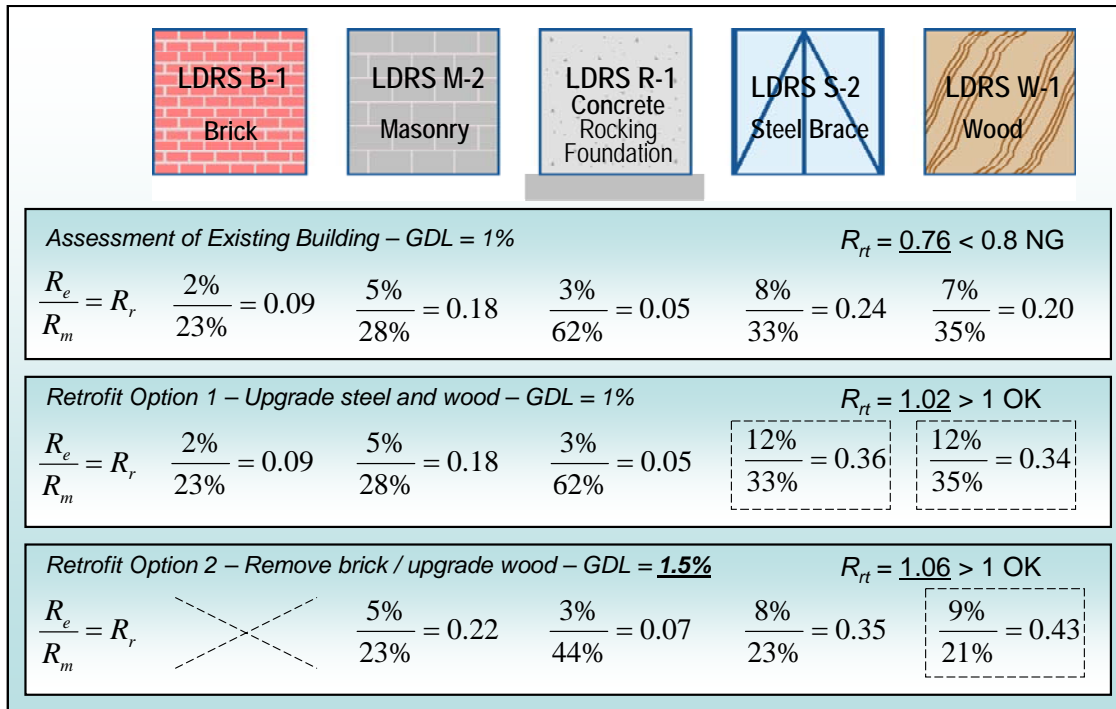 LDRS B-1
Brick
LDRS M-2
Masonry
LDRS R-1
Concrete
Rocking
Foundation
LDRS S-2
Steel Brace
LDRS W-1
Wood
Assessment of Existing Building – GDL = 1%
R_rt = 0.76 < 0.8 NG
R_e / R_m = R_r
2% / 23% = 0.09
5% / 28% = 0.18
3% / 62% = 0.05
8% / 33% = 0.24
7% / 35% = 0.20
Retrofit Option 1 – Upgrade steel and wood – GDL = 1%
R_rt = 1.02 > 1 OK
R_e / R_m = R_r
2% / 23% = 0.09
5% / 28% = 0.18
3% / 62% = 0.05
12% / 33% = 0.36
12% / 35% = 0.34
Retrofit Option 2 – Remove brick / upgrade wood – GDL = 1.5%
R_rt = 1.06 > 1 OK
R_e / R_m = R_r
5% / 23% = 0.22
3% / 44% = 0.07
8% / 23% = 0.35
9% / 21% = 0.43